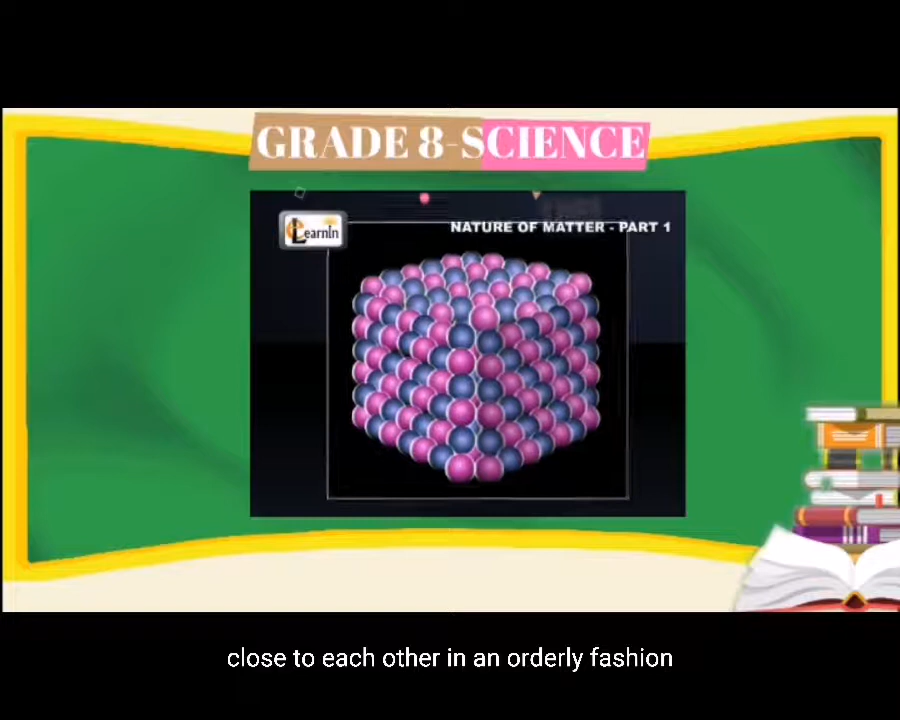 GRADE 8-SCIENCE
LearnIn
NATURE OF MATTER - PART 1
close to each other in an orderly fashion